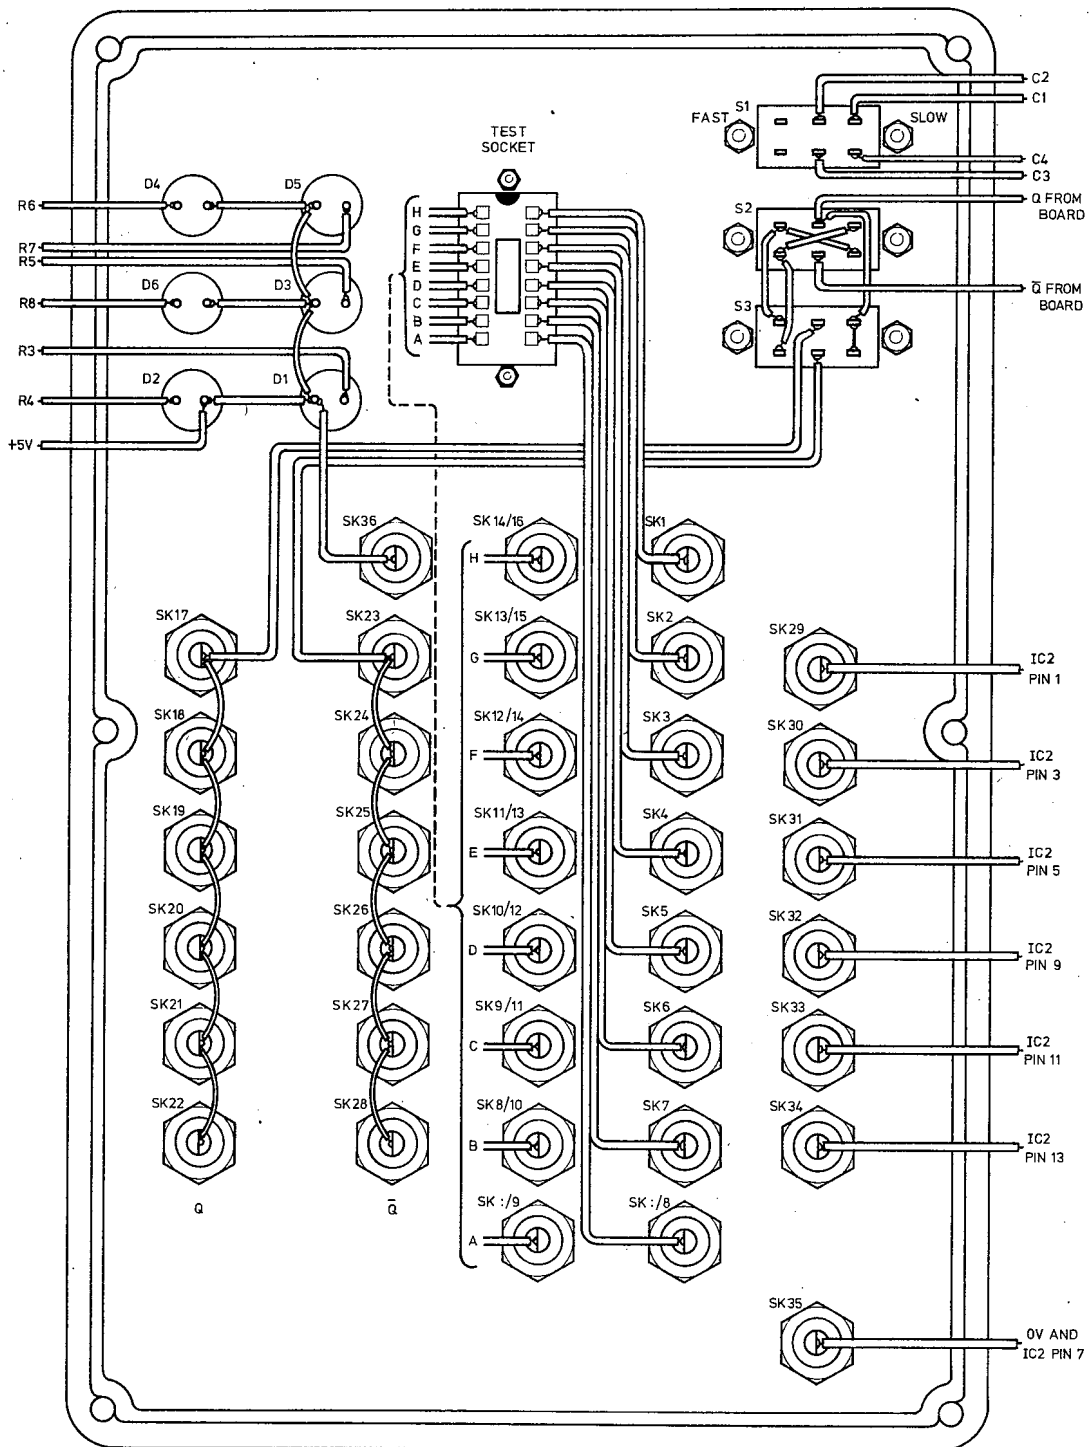 C2
C1
S1
FAST
SLOW
C4
C3
TEST
SOCKET
D4
D5
R6
R7
R5
D6
D3
R8
R3
D2
D1
R4
+5V
H
G
F
E
D
C
B
A
S2
Q FROM
BOARD
Q̅ FROM
BOARD
S3
SK36
SK14/16
SK1
H
SK17
SK23
SK13/15
SK2
SK29
G
IC2
PIN 1
SK18
SK24
SK12/14
SK3
SK30
F
IC2
PIN 3
SK19
SK25
SK11/13
SK4
SK31
E
IC2
PIN 5
SK20
SK26
SK10/12
SK5
SK32
D
IC2
PIN 9
SK21
SK27
SK9/11
SK6
SK33
C
IC2
PIN 11
SK22
SK28
SK8/10
SK7
SK34
B
IC2
PIN 13
Q
Q̅
SK :/9
SK :/8
A
SK35
0V AND
IC2 PIN 7